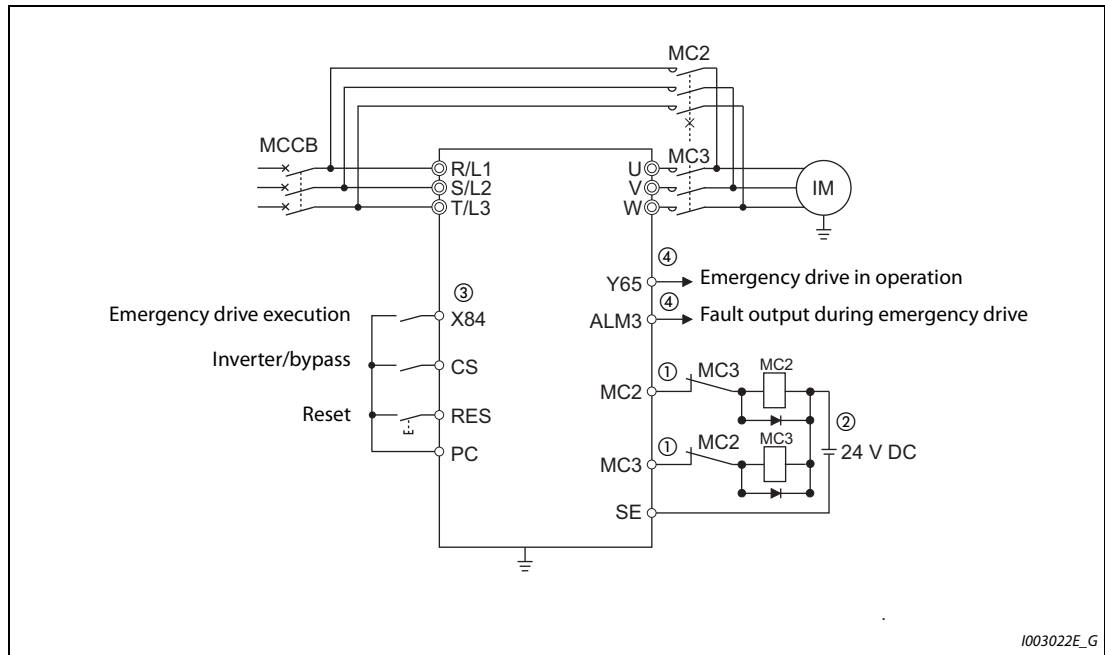 MC2
MCCB
MC3
R/L1
S/L2
T/L3
U
V
W
IM
④
Y65
Emergency drive in operation
③
④
Emergency drive execution
X84
ALM3
Fault output during emergency drive
Inverter/bypass
CS
MC2
①
MC3
MC2
②
Reset
RES
24 V DC
PC
MC3
①
MC2
MC3
SE
I003022E_G